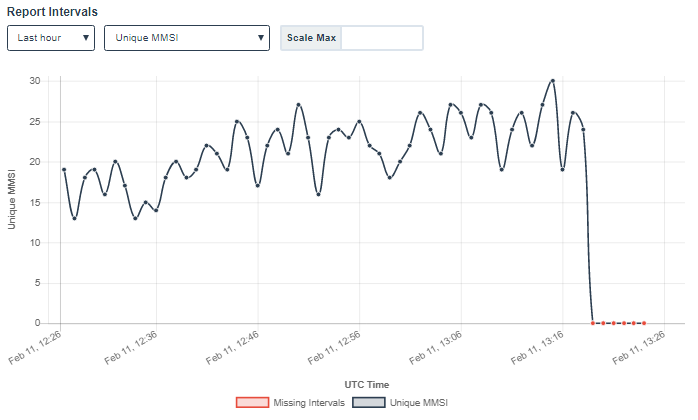 Report Intervals
Last hour
Unique MMSI
Scale Max
30
25
20
15
10
5
0
Unique MMSI
Feb 11, 12:26
Feb 11, 12:36
Feb 11, 12:46
Feb 11, 12:56
Feb 11, 13:06
Feb 11, 13:16
Feb 11, 13:26
UTC Time
Missing Intervals
Unique MMSI